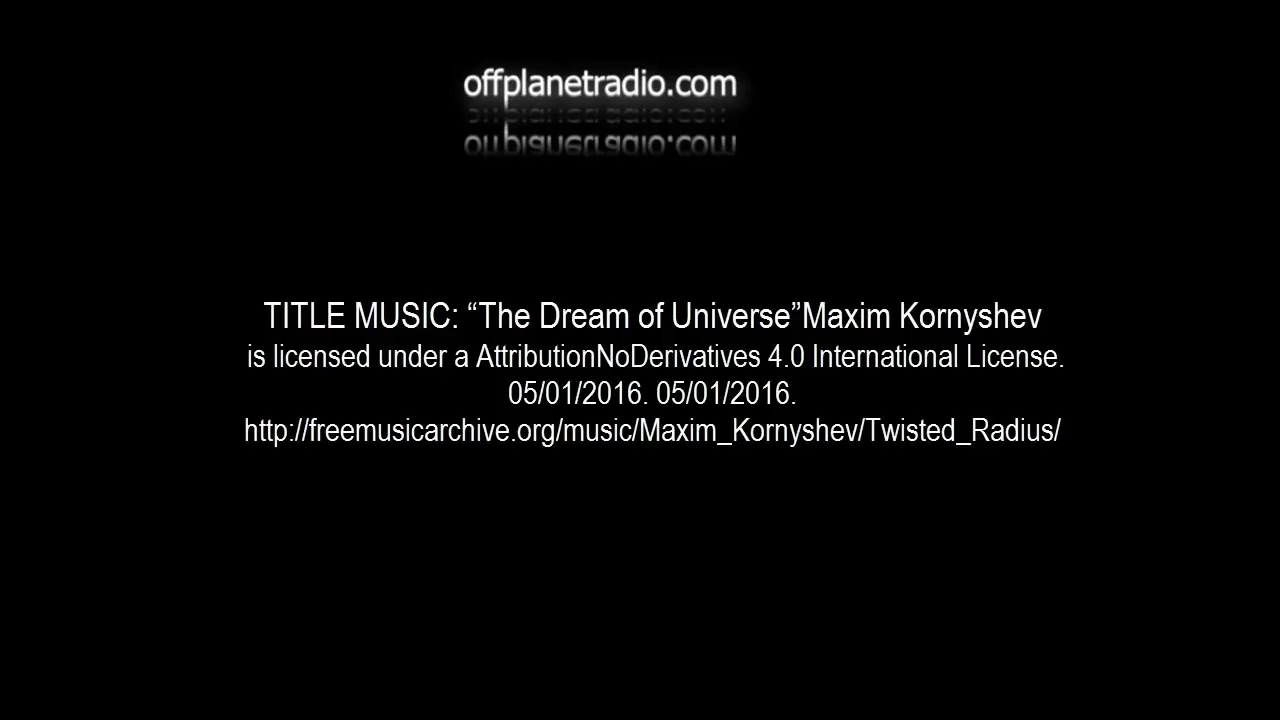 offplanetradio.com
TITLE MUSIC: “The Dream of Universe”Maxim Kornyshev
is licensed under a AttributionNoDerivatives 4.0 International License.
05/01/2016. 05/01/2016.
http://freemusicarchive.org/music/Maxim_Kornyshev/Twisted_Radius/